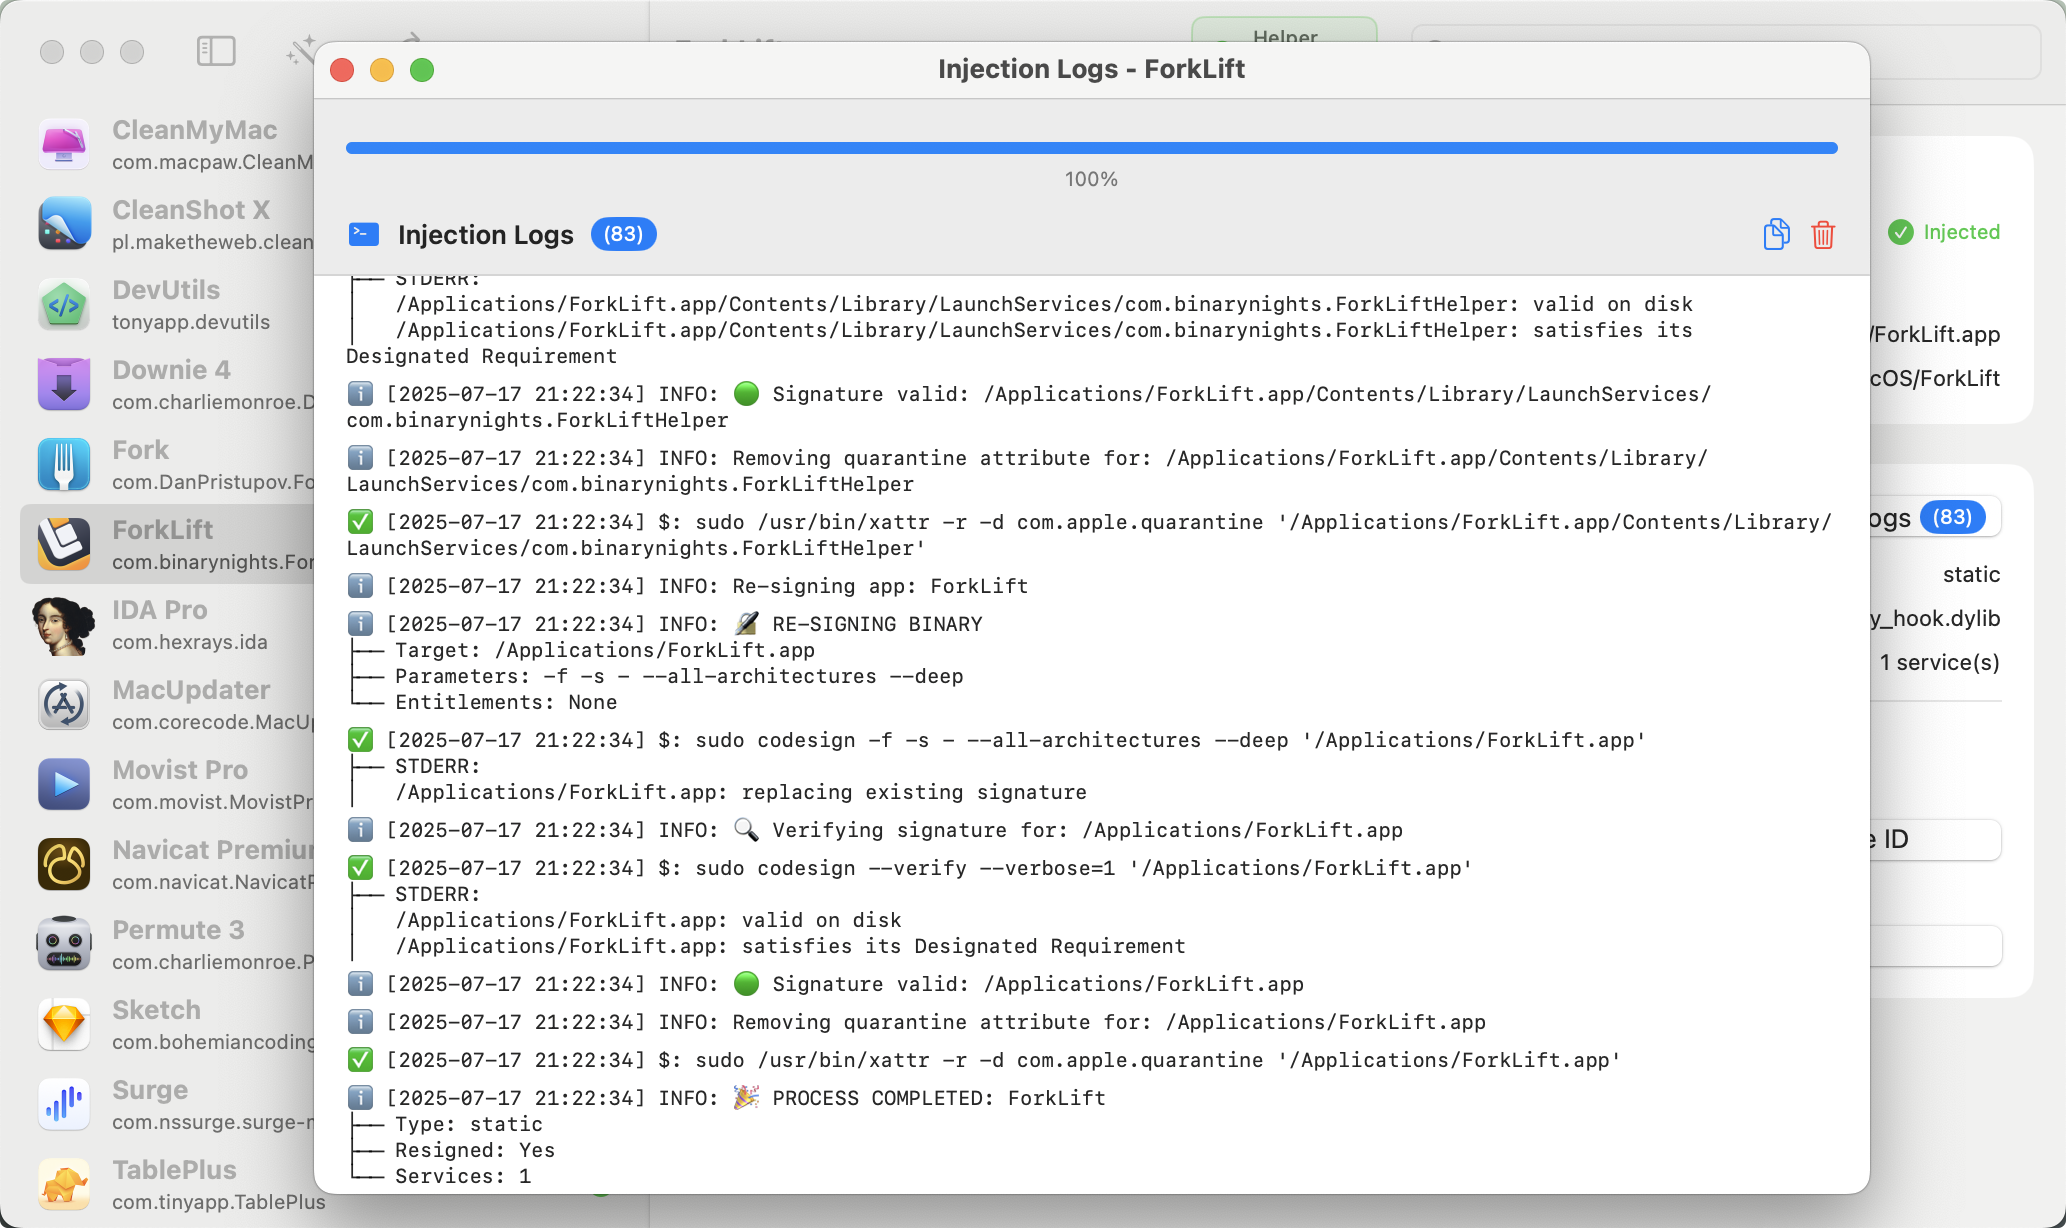 Helper
Injection Logs - ForkLift
100%
Injection Logs (83)
CleanMyMac
com.macpaw.CleanM
CleanShot X
pl.maketheweb.clean
DevUtils
tonyapp.devutils
Downie 4
com.charliemonroe.D
Fork
com.DanPristupov.Fo
ForkLift
com.binarynights.For
IDA Pro
com.hexrays.ida
MacUpdater
com.corecode.MacUp
Movist Pro
com.movist.MovistPr
Navicat Premium
com.navicat.NavicatP
Permute 3
com.charliemonroe.P
Sketch
com.bohemiancoding
Surge
com.nssurge.surge-m
TablePlus
com.tinyapp.TablePlus
├── STDERR:
│   /Applications/ForkLift.app/Contents/Library/LaunchServices/com.binarynights.ForkLiftHelper: valid on disk
│   /Applications/ForkLift.app/Contents/Library/LaunchServices/com.binarynights.ForkLiftHelper: satisfies its
Designated Requirement
ℹ️ [2025-07-17 21:22:34] INFO: 🟢 Signature valid: /Applications/ForkLift.app/Contents/Library/LaunchServices/
com.binarynights.ForkLiftHelper
ℹ️ [2025-07-17 21:22:34] INFO: Removing quarantine attribute for: /Applications/ForkLift.app/Contents/Library/
LaunchServices/com.binarynights.ForkLiftHelper
✅ [2025-07-17 21:22:34] $: sudo /usr/bin/xattr -r -d com.apple.quarantine '/Applications/ForkLift.app/Contents/Library/
LaunchServices/com.binarynights.ForkLiftHelper'
ℹ️ [2025-07-17 21:22:34] INFO: Re-signing app: ForkLift
ℹ️ [2025-07-17 21:22:34] INFO: RE-SIGNING BINARY
├── Target: /Applications/ForkLift.app
├── Parameters: -f -s - --all-architectures --deep
└── Entitlements: None
✅ [2025-07-17 21:22:34] $: sudo codesign -f -s - --all-architectures --deep '/Applications/ForkLift.app'
├── STDERR:
│   /Applications/ForkLift.app: replacing existing signature
ℹ️ [2025-07-17 21:22:34] INFO: 🔍 Verifying signature for: /Applications/ForkLift.app
✅ [2025-07-17 21:22:34] $: sudo codesign --verify --verbose=1 '/Applications/ForkLift.app'
├── STDERR:
│   /Applications/ForkLift.app: valid on disk
│   /Applications/ForkLift.app: satisfies its Designated Requirement
ℹ️ [2025-07-17 21:22:34] INFO: 🟢 Signature valid: /Applications/ForkLift.app
ℹ️ [2025-07-17 21:22:34] INFO: Removing quarantine attribute for: /Applications/ForkLift.app
✅ [2025-07-17 21:22:34] $: sudo /usr/bin/xattr -r -d com.apple.quarantine '/Applications/ForkLift.app'
ℹ️ [2025-07-17 21:22:34] INFO: 🎉 PROCESS COMPLETED: ForkLift
├── Type: static
├── Resigned: Yes
└── Services: 1
Injected
/ForkLift.app
cOS/ForkLift
ogs (83)
static
y_hook.dylib
1 service(s)
e ID